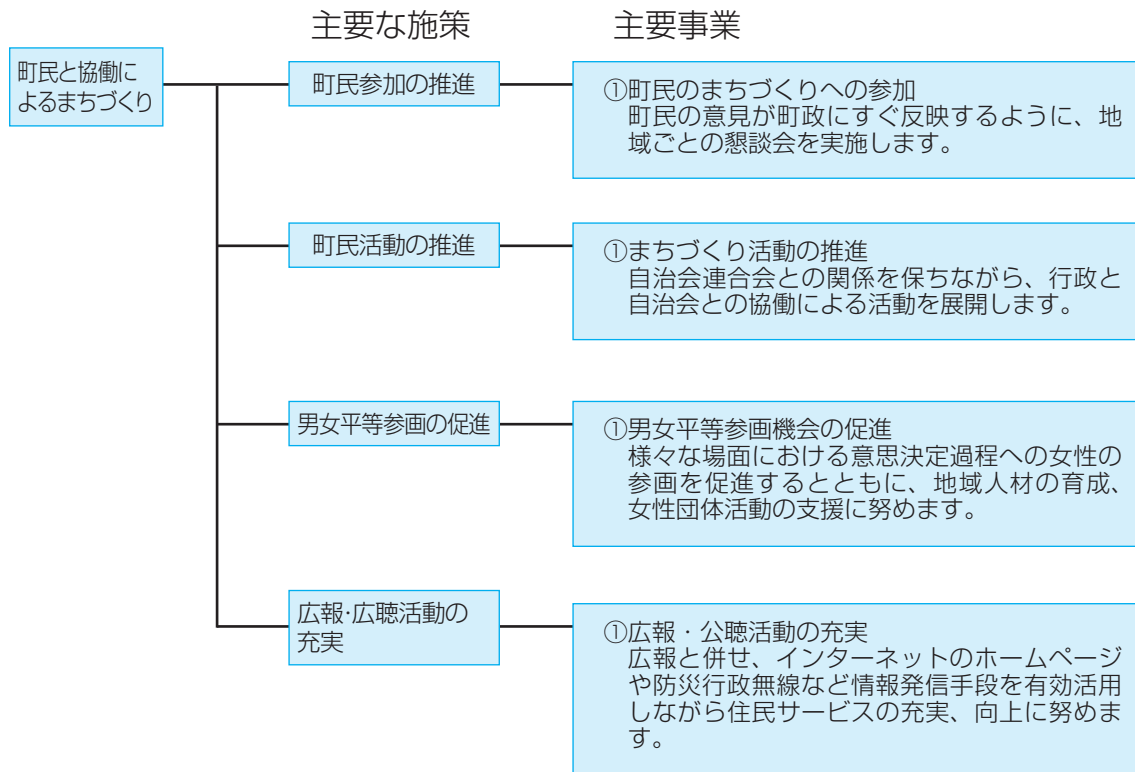 主要な施策
主要事業
町民と協働に
よるまちづくり
町民参加の推進
①町民のまちづくりへの参加
町民の意見が町政にすぐ反映するように、地
域ごとの懇談会を実施します。
町民活動の推進
①まちづくり活動の推進
自治会連合会との関係を保ちながら、行政と
自治会との協働による活動を展開します。
男女平等参画の促進
①男女平等参画機会の促進
様々な場面における意思決定過程への女性の
参画を促進するとともに、地域人材の育成、
女性団体活動の支援に努めます。
広報・広聴活動の
充実
①広報・公聴活動の充実
広報と併せ、インターネットのホームページ
や防災行政無線など情報発信手段を有効活用
しながら住民サービスの充実、向上に努めま
す。